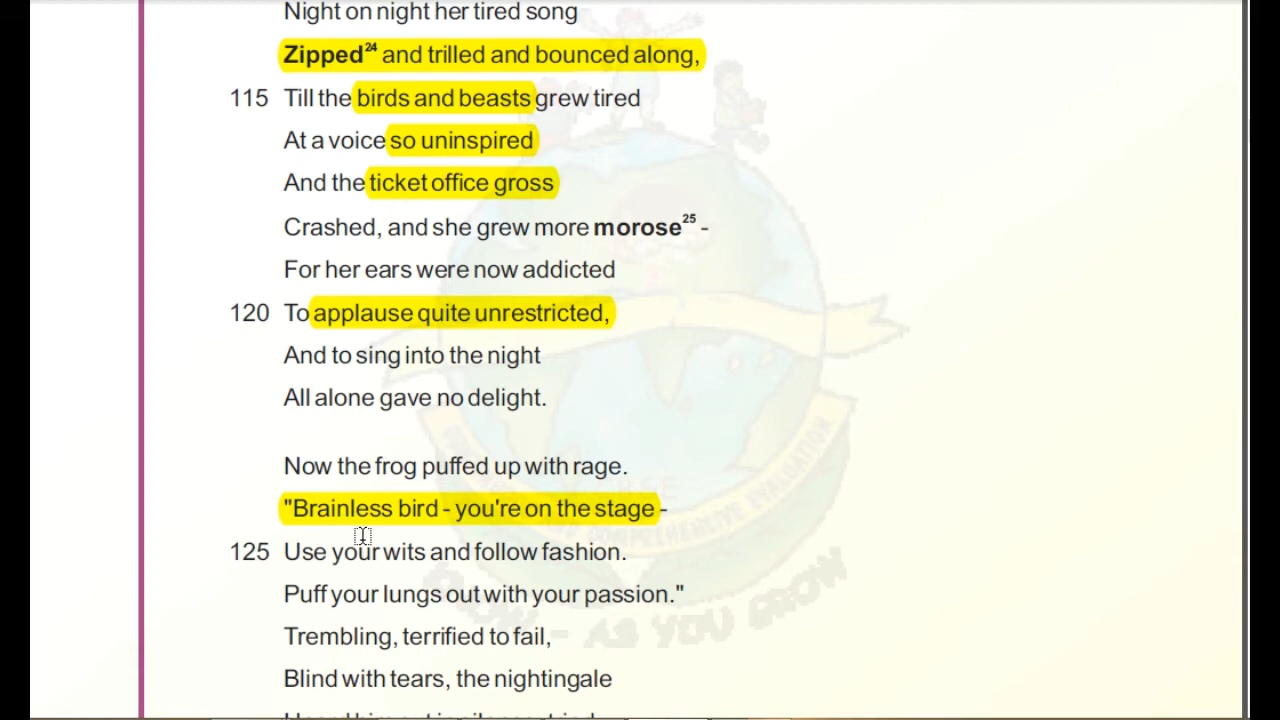 Night on night her tired song
Zipped24 and trilled and bounced along,
115 Till the birds and beasts grew tired
At a voice so uninspired
And the ticket office gross
Crashed, and she grew more morose25 -
For her ears were now addicted
120 To applause quite unrestricted,
And to sing into the night
All alone gave no delight.
Now the frog puffed up with rage.
"Brainless bird - you're on the stage -
125 Use your wits and follow fashion.
Puff your lungs out with your passion."
Trembling, terrified to fail,
Blind with tears, the nightingale